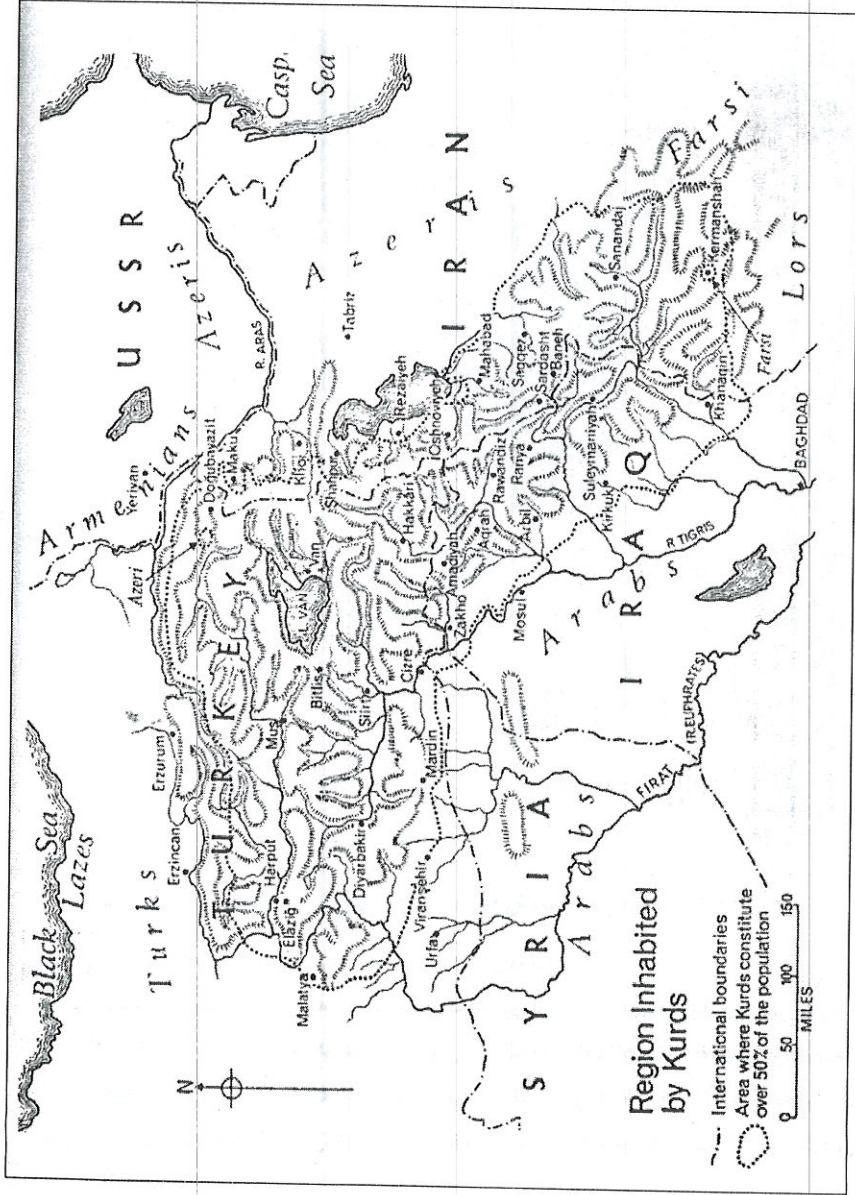 Black Sea
Lazes
Turks
USSR
Armenians
Azeris
Casp.
Sea
Yerivan
Azeri
R. ARAS
Azeris
TURKEY
Erzincan
Erzurum
Harput
Elazig
Malatya
Muş
Bitlis
Siirt
Diyarbakir
Viranşehir
Urfa
Mardin
Cizre
L. VAN
Van
Doğubayazit
Maku
Khoi
Shahpur
Hakkâri
Tabriz
Rezaiyeh
IRAN
Oshnoviyeh
Mahabad
Saqqez
Sardasht
Baneh
Sanandaj
Kermanshah
Farsi
Lors
Farsi
Khanaqin
Zakho
Amadiyah
Aqrah
Rawandiz
Ranya
Arbil
Mosul
Suleymaniyah
Kirkuk
IRAQ
R TIGRIS
BAGHDAD
Arabs
SYRIA
Arabs
FIRAT
(R EUPHRATES)
N
Region Inhabited
by Kurds
International boundaries
Area where Kurds constitute
over 50% of the population
0 50 100 150
MILES